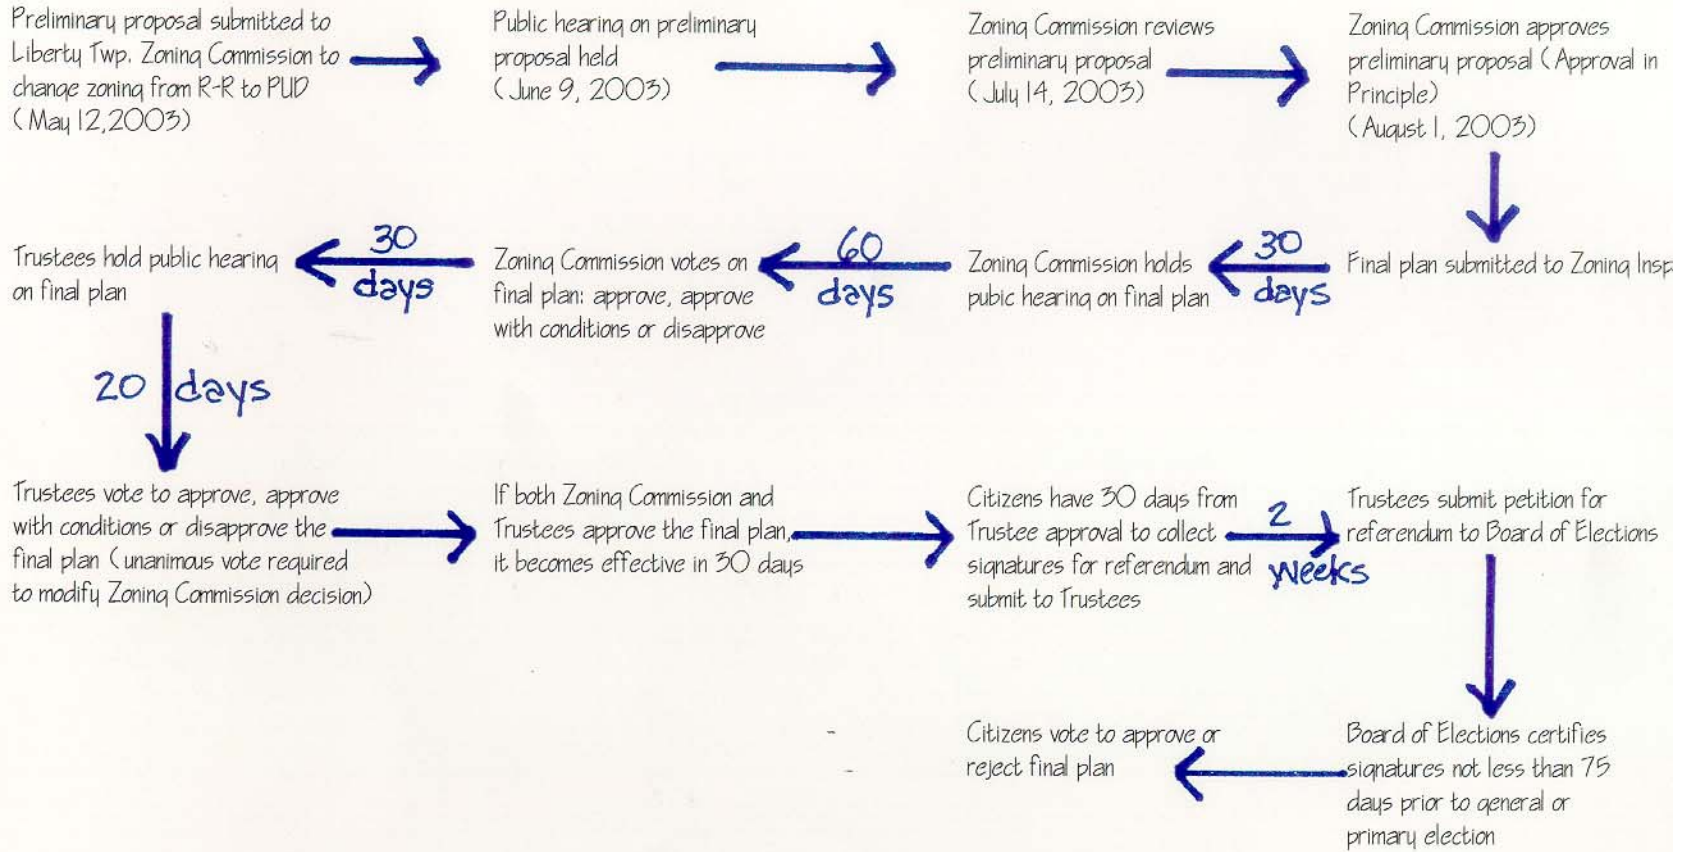 Preliminary proposal submitted to
Liberty Twp. Zoning Commission to
change zoning from R-R to PUD
(May 12,2003)
Public hearing on preliminary
proposal held
(June 9, 2003)
Zoning Commission reviews
preliminary proposal
(July 14, 2003)
Zoning Commission approves
preliminary proposal (Approval in
Principle)
(August 1, 2003)
Final plan submitted to Zoning Insp
30
days
Zoning Commission holds
pubic hearing on final plan
60
days
Zoning Commission votes on
final plan: approve, approve
with conditions or disapprove
30
days
Trustees hold public hearing
on final plan
20 days
Trustees vote to approve, approve
with conditions or disapprove the
final plan (unanimous vote required
to modify Zoning Commission decision)
If both Zoning Commission and
Trustees approve the final plan,
it becomes effective in 30 days
Citizens have 30 days from
Trustee approval to collect
signatures for referendum and
submit to Trustees
2
weeks
Trustees submit petition for
referendum to Board of Elections
Board of Elections certifies
signatures not less than 75
days prior to general or
primary election
Citizens vote to approve or
reject final plan